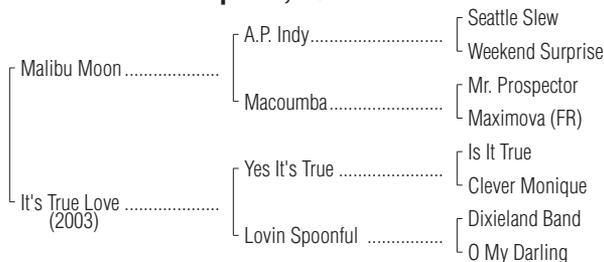 Seattle Slew
A.P. Indy
Weekend Surprise
Malibu Moon
Mr. Prospector
Macoumba
Maximova (FR)
Is It True
Yes It's True
Clever Monique
It's True Love
(2003)
Dixieland Band
Lovin Spoonful
O My Darling